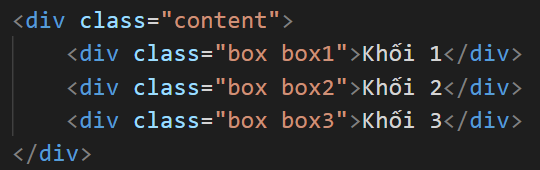 <div class="content">
<div class="box box1">Khối 1</div>
<div class="box box2">Khối 2</div>
<div class="box box3">Khối 3</div>
</div>